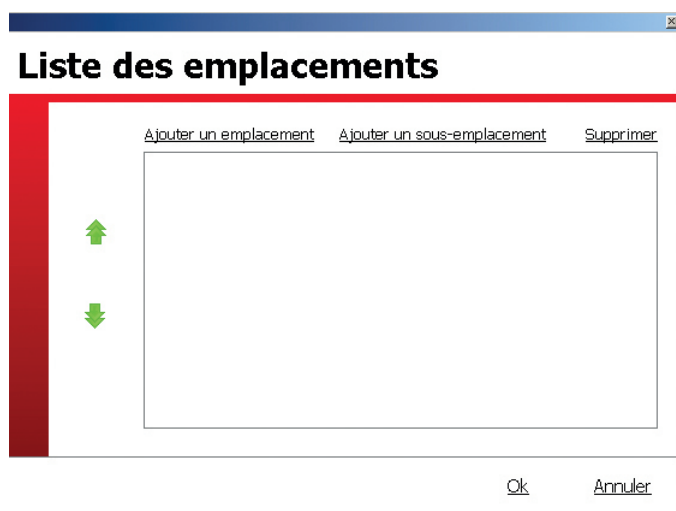 Liste des emplacements
Ajouter un emplacement Ajouter un sous-emplacement Supprimer
Ok Annuler